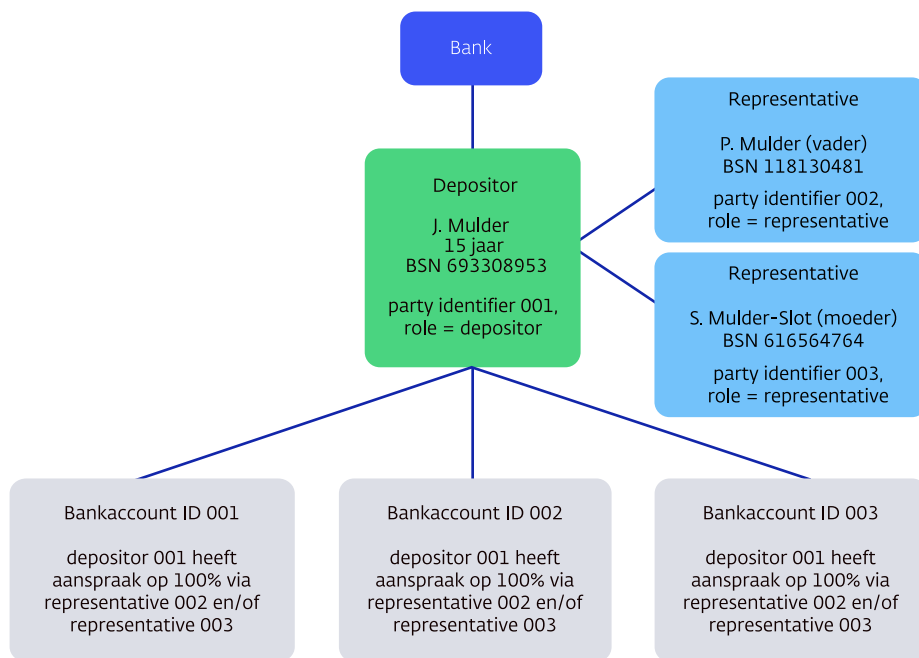 Bank
Representative
P. Mulder (vader)
BSN 118130481
party identifier 002,
role = representative
Depositor
J. Mulder
15 jaar
BSN 693308953
party identifier 001,
role = depositor
Representative
S. Mulder-Slot (moeder)
BSN 616564764
party identifier 003,
role = representative
Bankaccount ID 001
depositor 001 heeft
aanspraak op 100% via
representative 002 en/of
representative 003
Bankaccount ID 002
depositor 001 heeft
aanspraak op 100% via
representative 002 en/of
representative 003
Bankaccount ID 003
depositor 001 heeft
aanspraak op 100% via
representative 002 en/of
representative 003